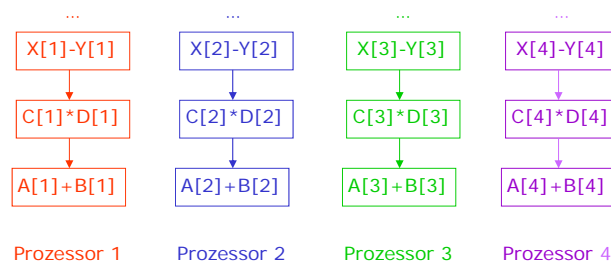 ... ... ... ...
X[1]-Y[1] X[2]-Y[2] X[3]-Y[3] X[4]-Y[4]
C[1]*D[1] C[2]*D[2] C[3]*D[3] C[4]*D[4]
A[1]+B[1] A[2]+B[2] A[3]+B[3] A[4]+B[4]
Prozessor 1 Prozessor 2 Prozessor 3 Prozessor 4